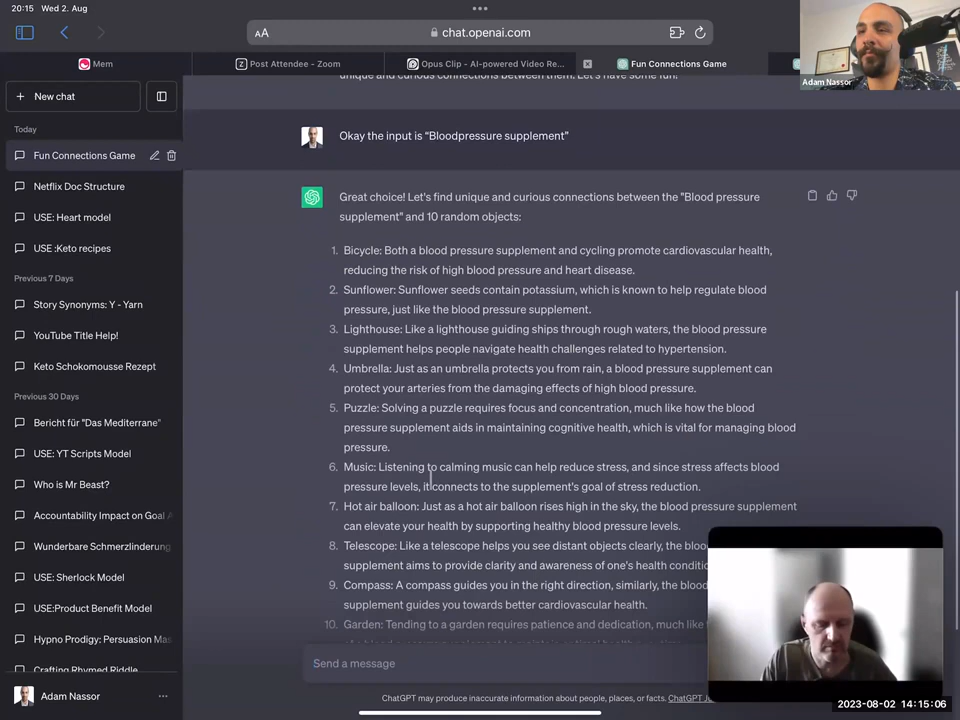 20:15 Wed 2. Aug
AA
chat.openai.com
Mem
Post Attendee - Zoom
Opus Clip - AI-powered Video Re...
Fun Connections Game
Adam Nassor
New chat
Today
Fun Connections Game
Netflix Doc Structure
USE: Heart model
USE :Keto recipes
Previous 7 Days
Story Synonyms: Y - Yarn
YouTube Title Help!
Keto Schokomousse Rezept
Previous 30 Days
Bericht für "Das Mediterrane"
USE: YT Scripts Model
Who is Mr Beast?
Accountability Impact on Goal A
Wunderbare Schmerzlinderung
USE: Sherlock Model
USE:Product Benefit Model
Hypno Prodigy: Persuasion Mas
Crafting Rhymed Riddle
Adam Nassor
unique and curious connections between them. Let's have some fun!
Okay the input is "Bloodpressure supplement"
Great choice! Let's find unique and curious connections between the "Blood pressure
supplement" and 10 random objects:
1. Bicycle: Both a blood pressure supplement and cycling promote cardiovascular health,
reducing the risk of high blood pressure and heart disease.
2. Sunflower: Sunflower seeds contain potassium, which is known to help regulate blood
pressure, just like the blood pressure supplement.
3. Lighthouse: Like a lighthouse guiding ships through rough waters, the blood pressure
supplement helps people navigate health challenges related to hypertension.
4. Umbrella: Just as an umbrella protects you from rain, a blood pressure supplement can
protect your arteries from the damaging effects of high blood pressure.
5. Puzzle: Solving a puzzle requires focus and concentration, much like how the blood
pressure supplement aids in maintaining cognitive health, which is vital for managing blood
pressure.
6. Music: Listening to calming music can help reduce stress, and since stress affects blood
pressure levels, it connects to the supplement's goal of stress reduction.
7. Hot air balloon: Just as a hot air balloon rises high in the sky, the blood pressure supplement
can elevate your health by supporting healthy blood pressure levels.
8. Telescope: Like a telescope helps you see distant objects clearly, the bloo
supplement aims to provide clarity and awareness of one's health conditio
9. Compass: A compass guides you in the right direction, similarly, the blood
supplement guides you towards better cardiovascular health.
10. Garden: Tending to a garden requires patience and dedication, much like
Send a message
ChatGPT may produce inaccurate information about people, places, or facts. ChatGPT Ju
2023-08-02 14:15:06